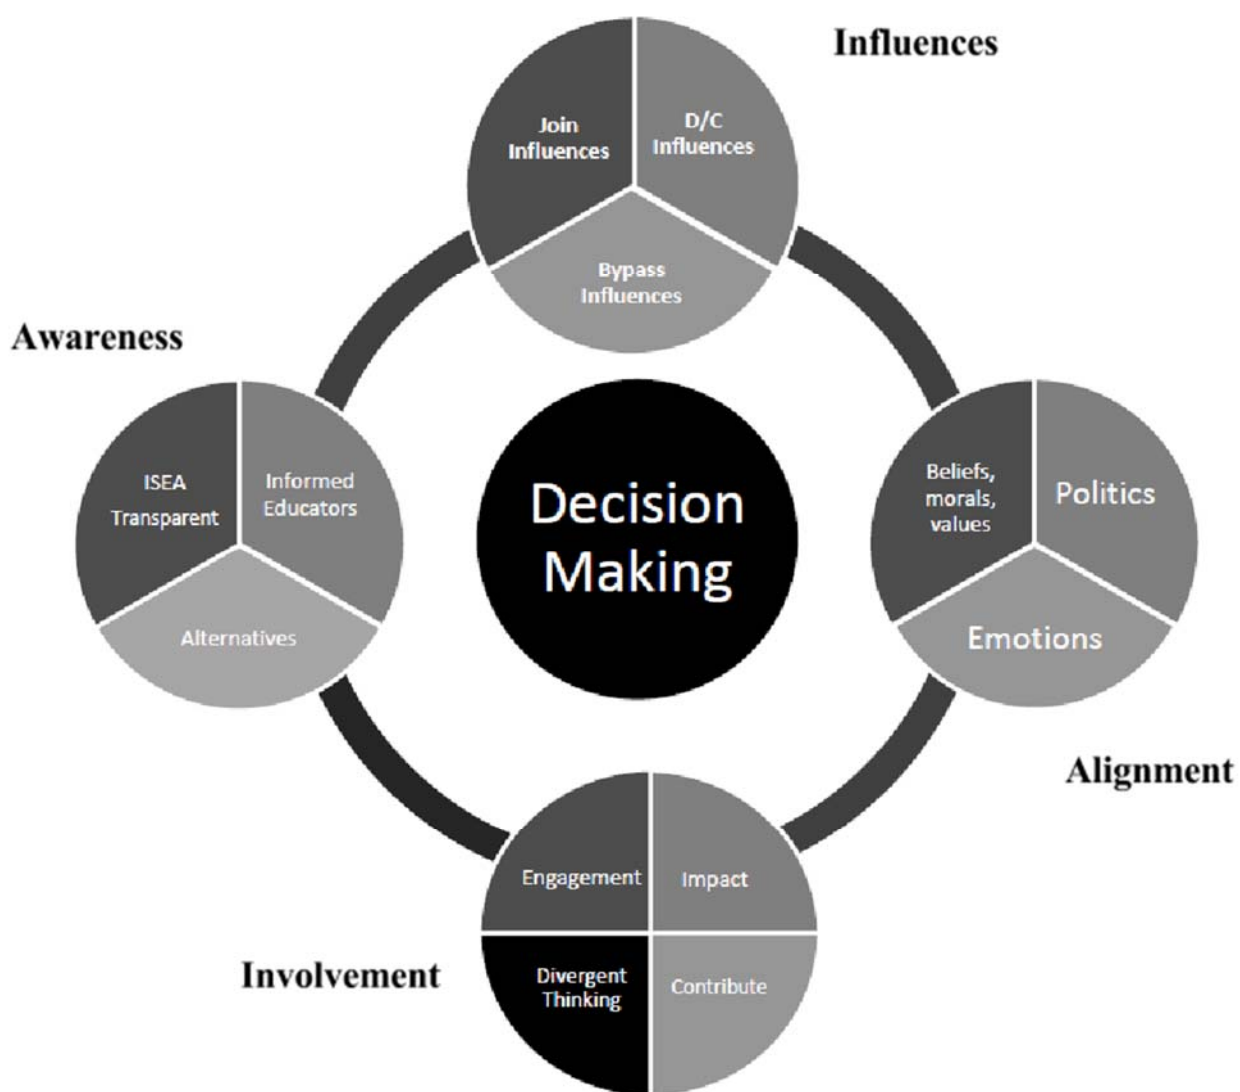 Influences
Join
Influences
D/C
Influences
Bypass
Influences
Awareness
ISEA
Transparent
Informed
Educators
Alternatives
Decision
Making
Beliefs,
morals,
values
Politics
Emotions
Alignment
Engagement
Impact
Divergent
Thinking
Contribute
Involvement